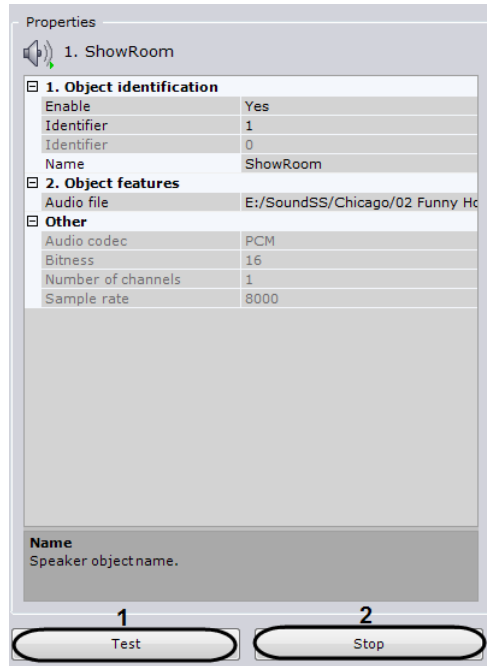 Properties
1. ShowRoom
1. Object identification
Enable Yes
Identifier 1
Identifier 0
Name ShowRoom
2. Object features
Audio file E:/SoundSS/Chicago/02 Funny Ho
Other
Audio codec PCM
Bitness 16
Number of channels 1
Sample rate 8000
Name
Speaker objectname.
1 2
Test Stop